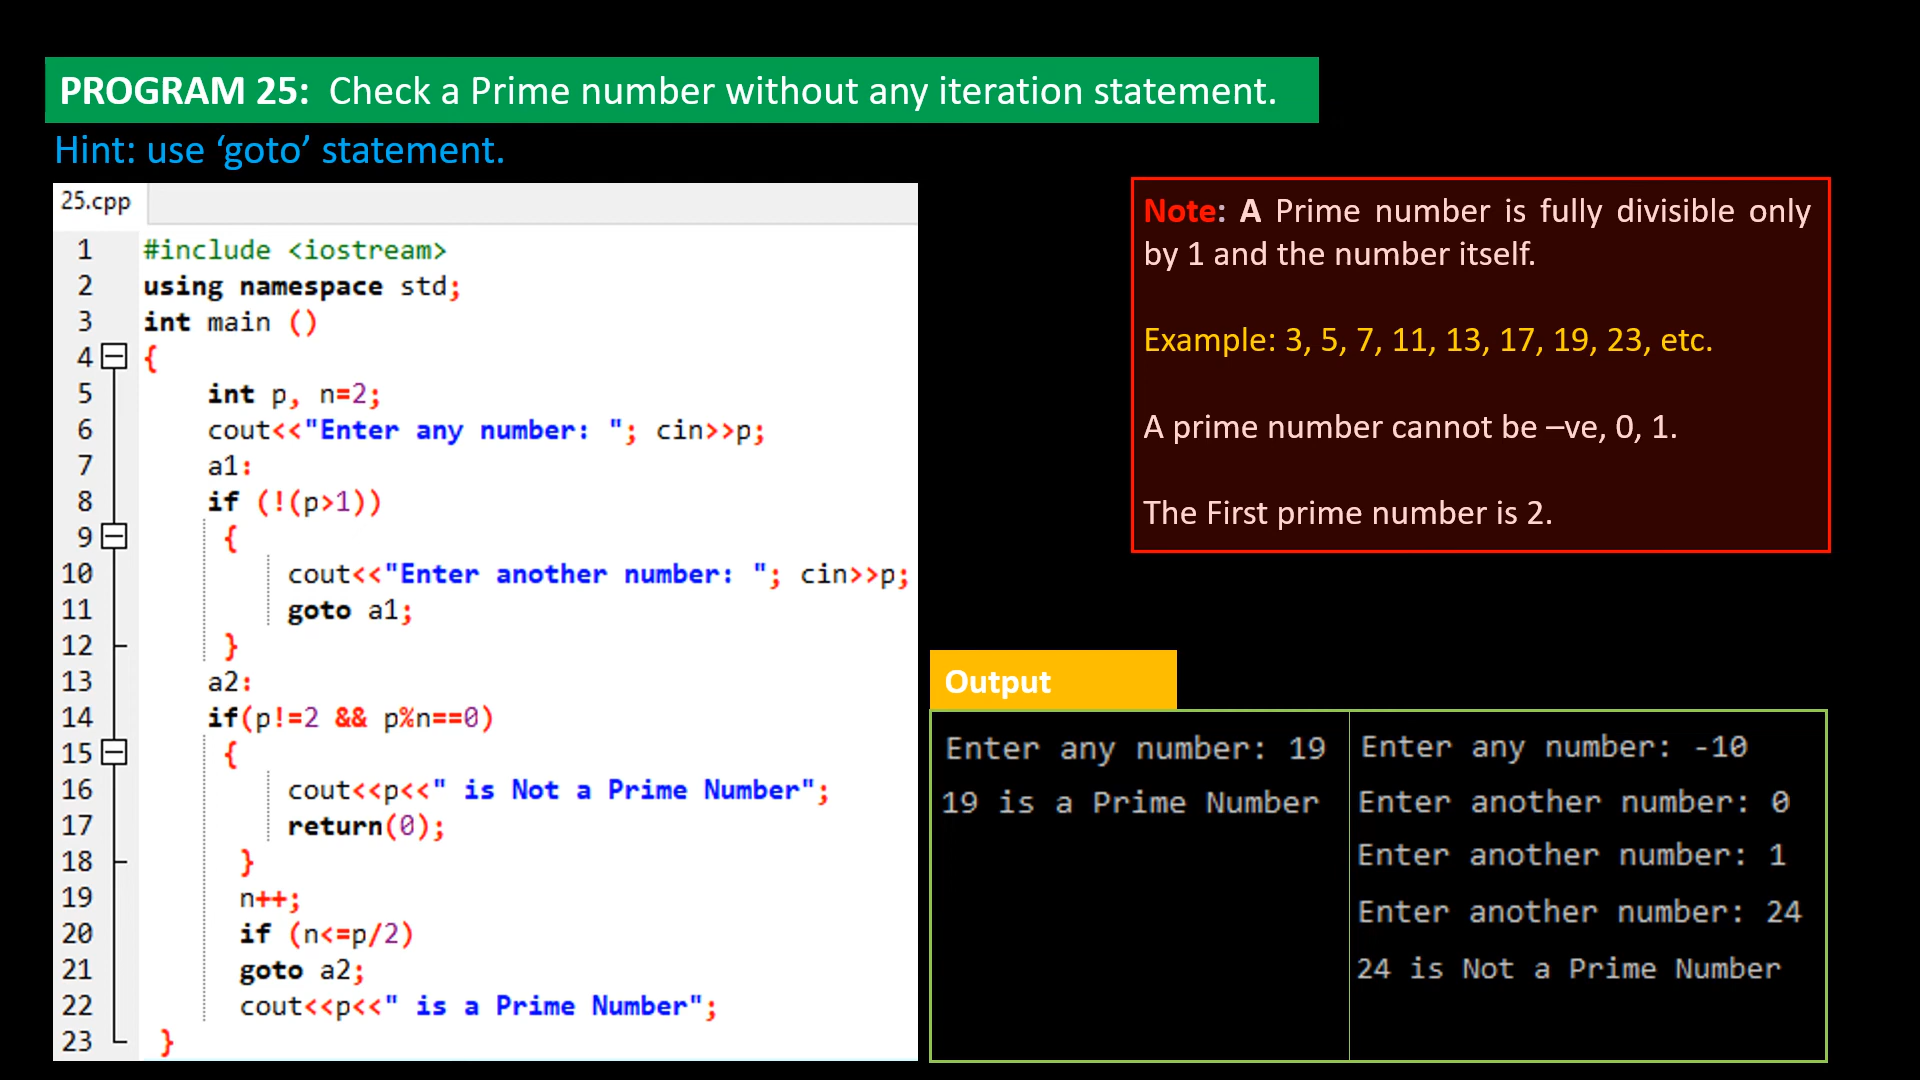 PROGRAM 25: Check a Prime number without any iteration statement.
Hint: use ‘goto’ statement.
25.cpp
1 #include <iostream>
2 using namespace std;
3 int main ()
4 {
5 int p, n=2;
6 cout<<"Enter any number: "; cin>>p;
7 a1:
8 if (!(p>1))
9 {
10 cout<<"Enter another number: "; cin>>p;
11 goto a1;
12 }
13 a2:
14 if(p!=2 && p%n==0)
15 {
16 cout<<p<<" is Not a Prime Number";
17 return(0);
18 }
19 n++;
20 if (n<=p/2)
21 goto a2;
22 cout<<p<<" is a Prime Number";
23 }
Note: A Prime number is fully divisible only
by 1 and the number itself.
Example: 3, 5, 7, 11, 13, 17, 19, 23, etc.
A prime number cannot be –ve, 0, 1.
The First prime number is 2.
Output
Enter any number: 19
19 is a Prime Number
Enter any number: -10
Enter another number: 0
Enter another number: 1
Enter another number: 24
24 is Not a Prime Number